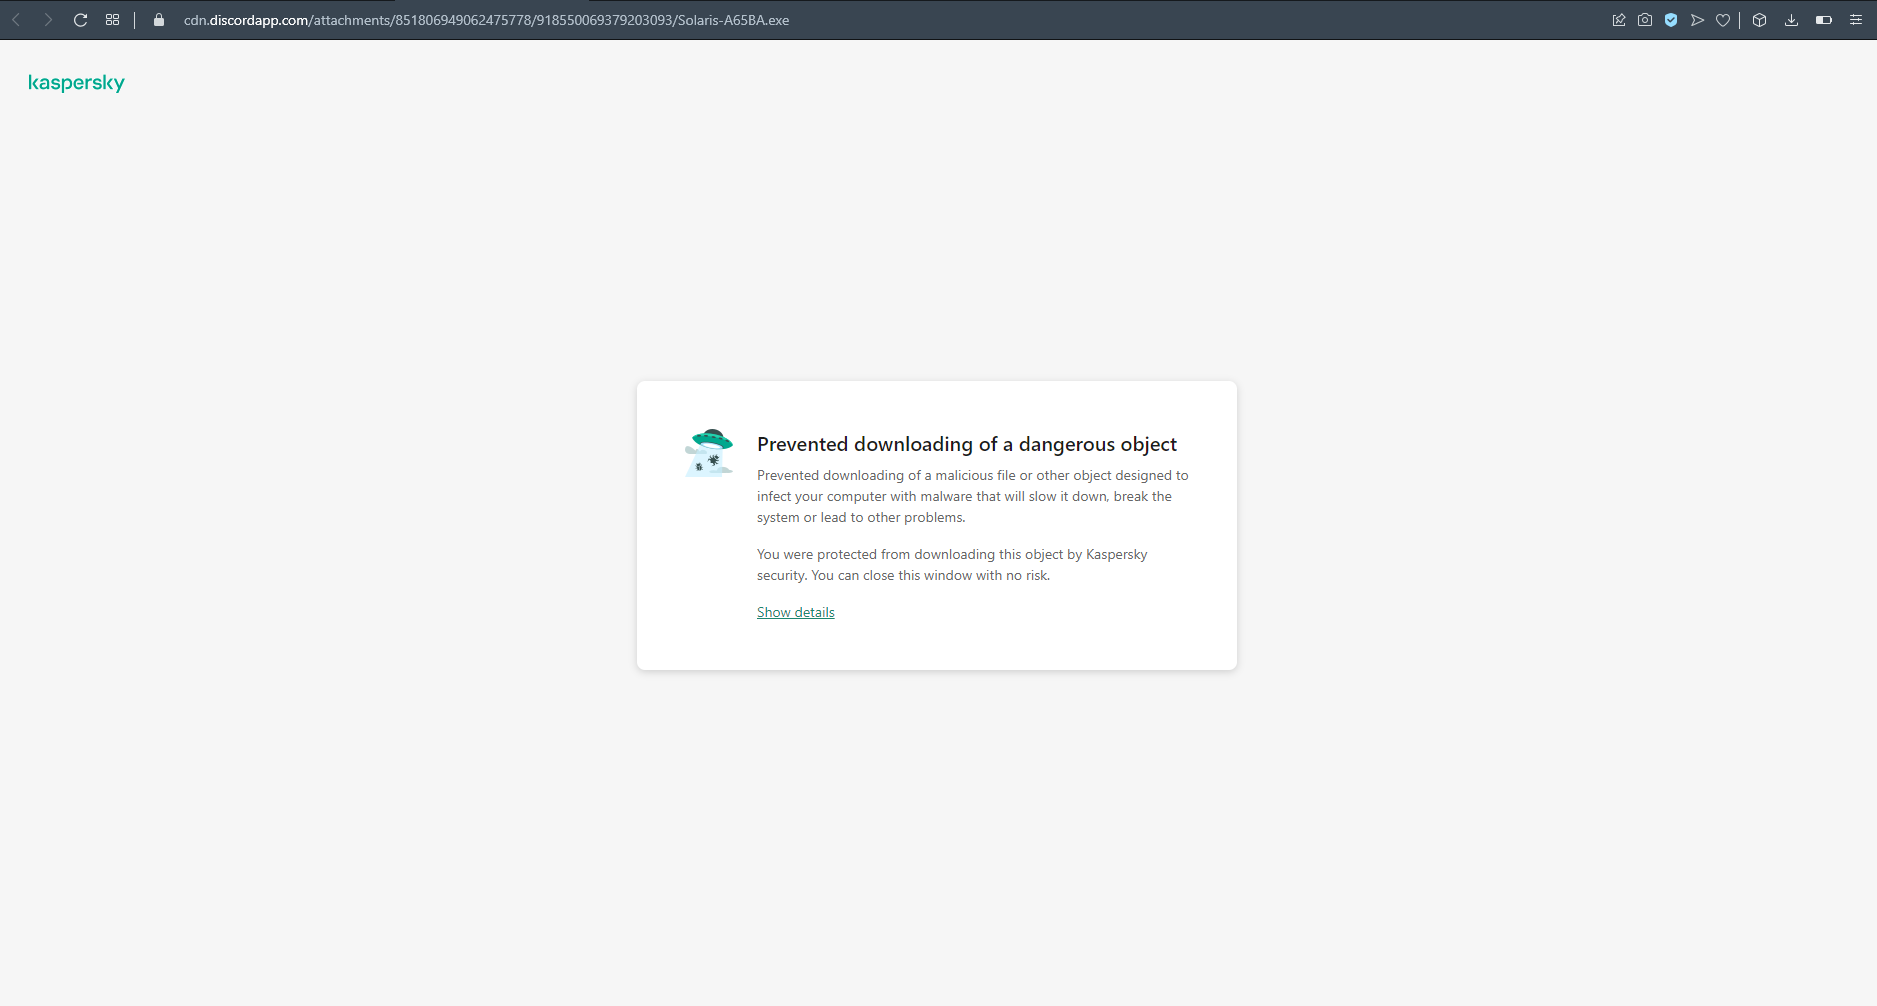 cdn.discordapp.com/attachments/851806949062475778/918550069379203093/Solaris-A65BA.exe
kaspersky
Prevented downloading of a dangerous object
Prevented downloading of a malicious file or other object designed to
infect your computer with malware that will slow it down, break the
system or lead to other problems.
You were protected from downloading this object by Kaspersky
security. You can close this window with no risk.
Show details